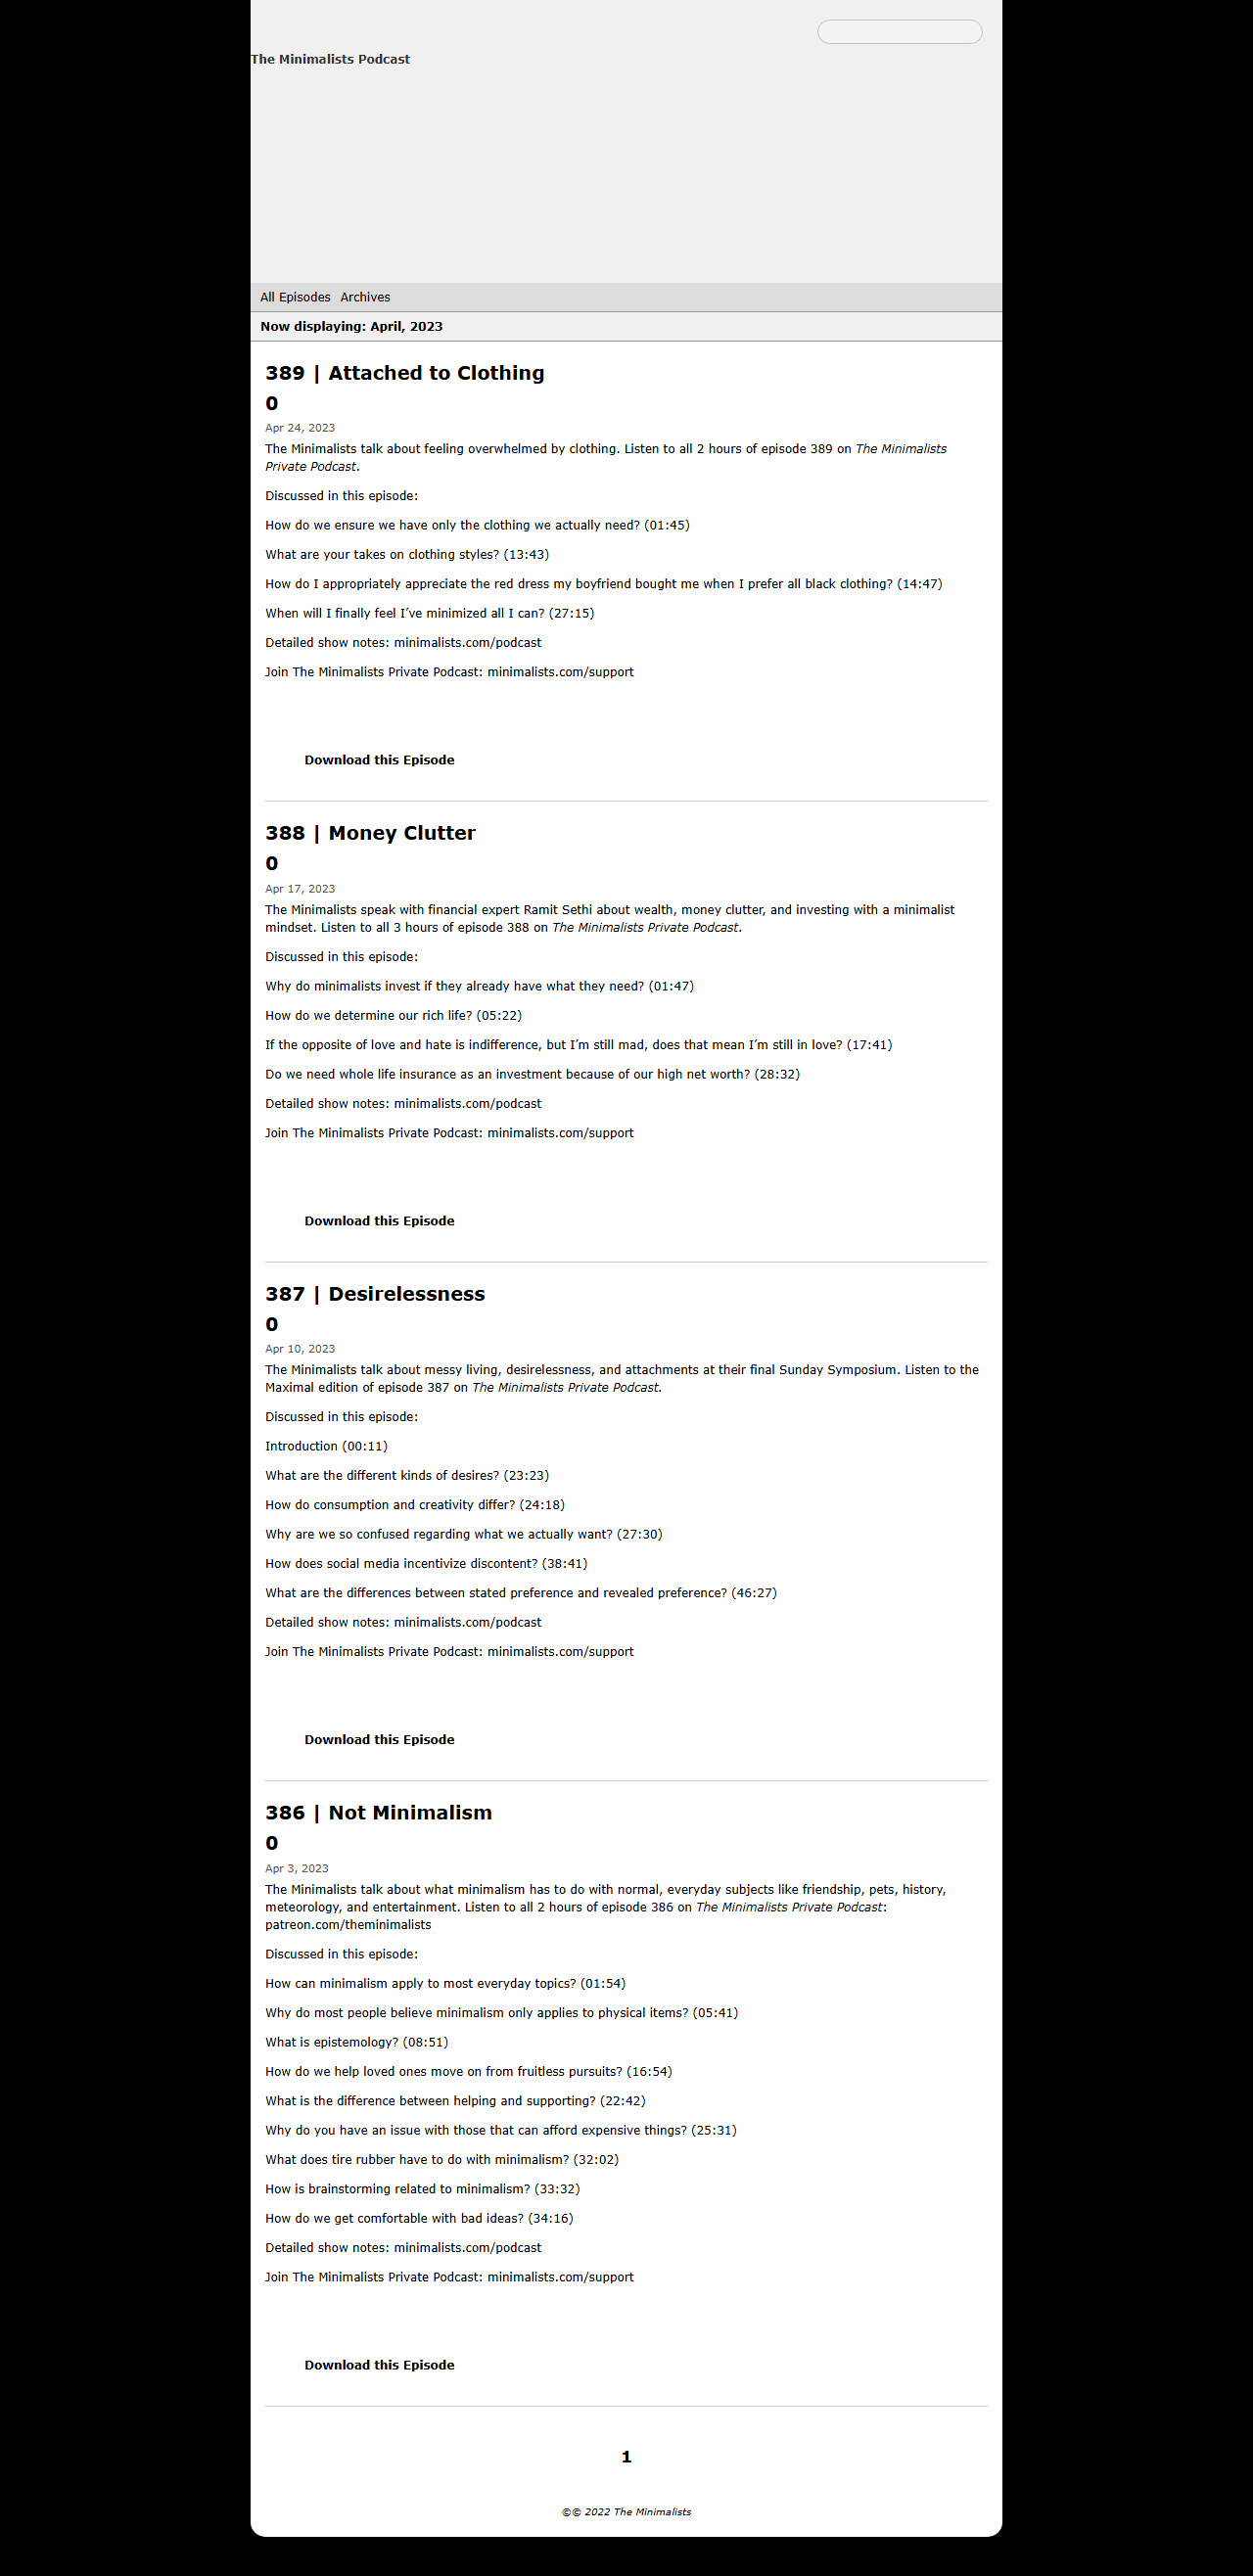 The Minimalists Podcast
All Episodes Archives
Now displaying: April, 2023
389 | Attached to Clothing
0
Apr 24, 2023
The Minimalists talk about feeling overwhelmed by clothing. Listen to all 2 hours of episode 389 on The Minimalists
Private Podcast.
Discussed in this episode:
How do we ensure we have only the clothing we actually need? (01:45)
What are your takes on clothing styles? (13:43)
How do I appropriately appreciate the red dress my boyfriend bought me when I prefer all black clothing? (14:47)
When will I finally feel I’ve minimized all I can? (27:15)
Detailed show notes: minimalists.com/podcast
Join The Minimalists Private Podcast: minimalists.com/support
Download this Episode
388 | Money Clutter
0
Apr 17, 2023
The Minimalists speak with financial expert Ramit Sethi about wealth, money clutter, and investing with a minimalist
mindset. Listen to all 3 hours of episode 388 on The Minimalists Private Podcast.
Discussed in this episode:
Why do minimalists invest if they already have what they need? (01:47)
How do we determine our rich life? (05:22)
If the opposite of love and hate is indifference, but I’m still mad, does that mean I’m still in love? (17:41)
Do we need whole life insurance as an investment because of our high net worth? (28:32)
Detailed show notes: minimalists.com/podcast
Join The Minimalists Private Podcast: minimalists.com/support
Download this Episode
387 | Desirelessness
0
Apr 10, 2023
The Minimalists talk about messy living, desirelessness, and attachments at their final Sunday Symposium. Listen to the
Maximal edition of episode 387 on The Minimalists Private Podcast.
Discussed in this episode:
Introduction (00:11)
What are the different kinds of desires? (23:23)
How do consumption and creativity differ? (24:18)
Why are we so confused regarding what we actually want? (27:30)
How does social media incentivize discontent? (38:41)
What are the differences between stated preference and revealed preference? (46:27)
Detailed show notes: minimalists.com/podcast
Join The Minimalists Private Podcast: minimalists.com/support
Download this Episode
386 | Not Minimalism
0
Apr 3, 2023
The Minimalists talk about what minimalism has to do with normal, everyday subjects like friendship, pets, history,
meteorology, and entertainment. Listen to all 2 hours of episode 386 on The Minimalists Private Podcast:
patreon.com/theminimalists
Discussed in this episode:
How can minimalism apply to most everyday topics? (01:54)
Why do most people believe minimalism only applies to physical items? (05:41)
What is epistemology? (08:51)
How do we help loved ones move on from fruitless pursuits? (16:54)
What is the difference between helping and supporting? (22:42)
Why do you have an issue with those that can afford expensive things? (25:31)
What does tire rubber have to do with minimalism? (32:02)
How is brainstorming related to minimalism? (33:32)
How do we get comfortable with bad ideas? (34:16)
Detailed show notes: minimalists.com/podcast
Join The Minimalists Private Podcast: minimalists.com/support
Download this Episode
1
©© 2022 The Minimalists